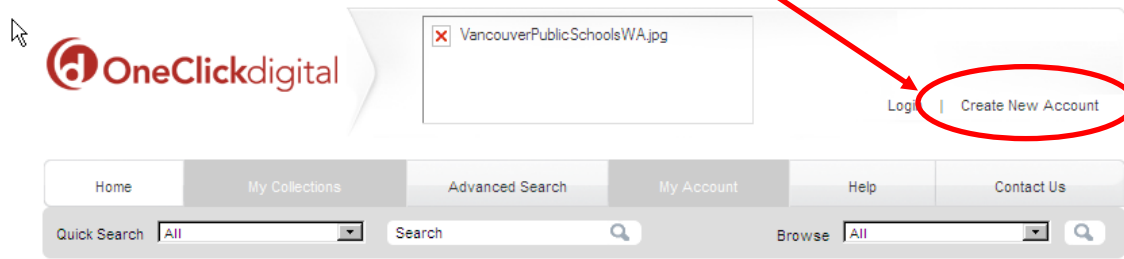 VancouverPublicSchoolsWA.jpg
OneClickdigital
Login | Create New Account
Home My Collections Advanced Search My Account Help Contact Us
Quick Search All Search Browse All